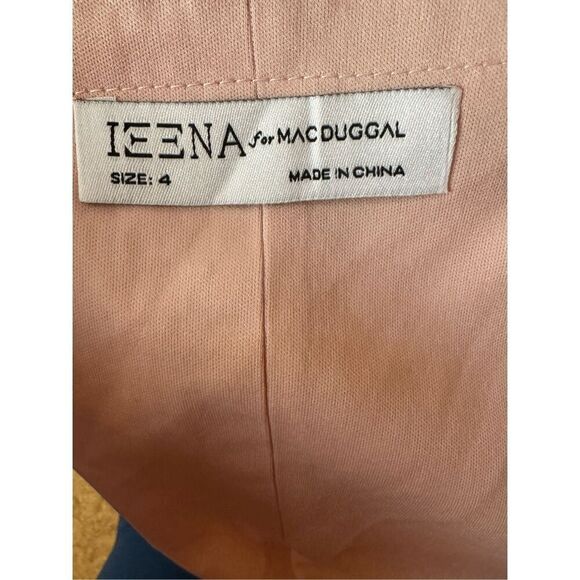 IEENA for MAC DUGGAL
SIZE: 4 MADE IN CHINA